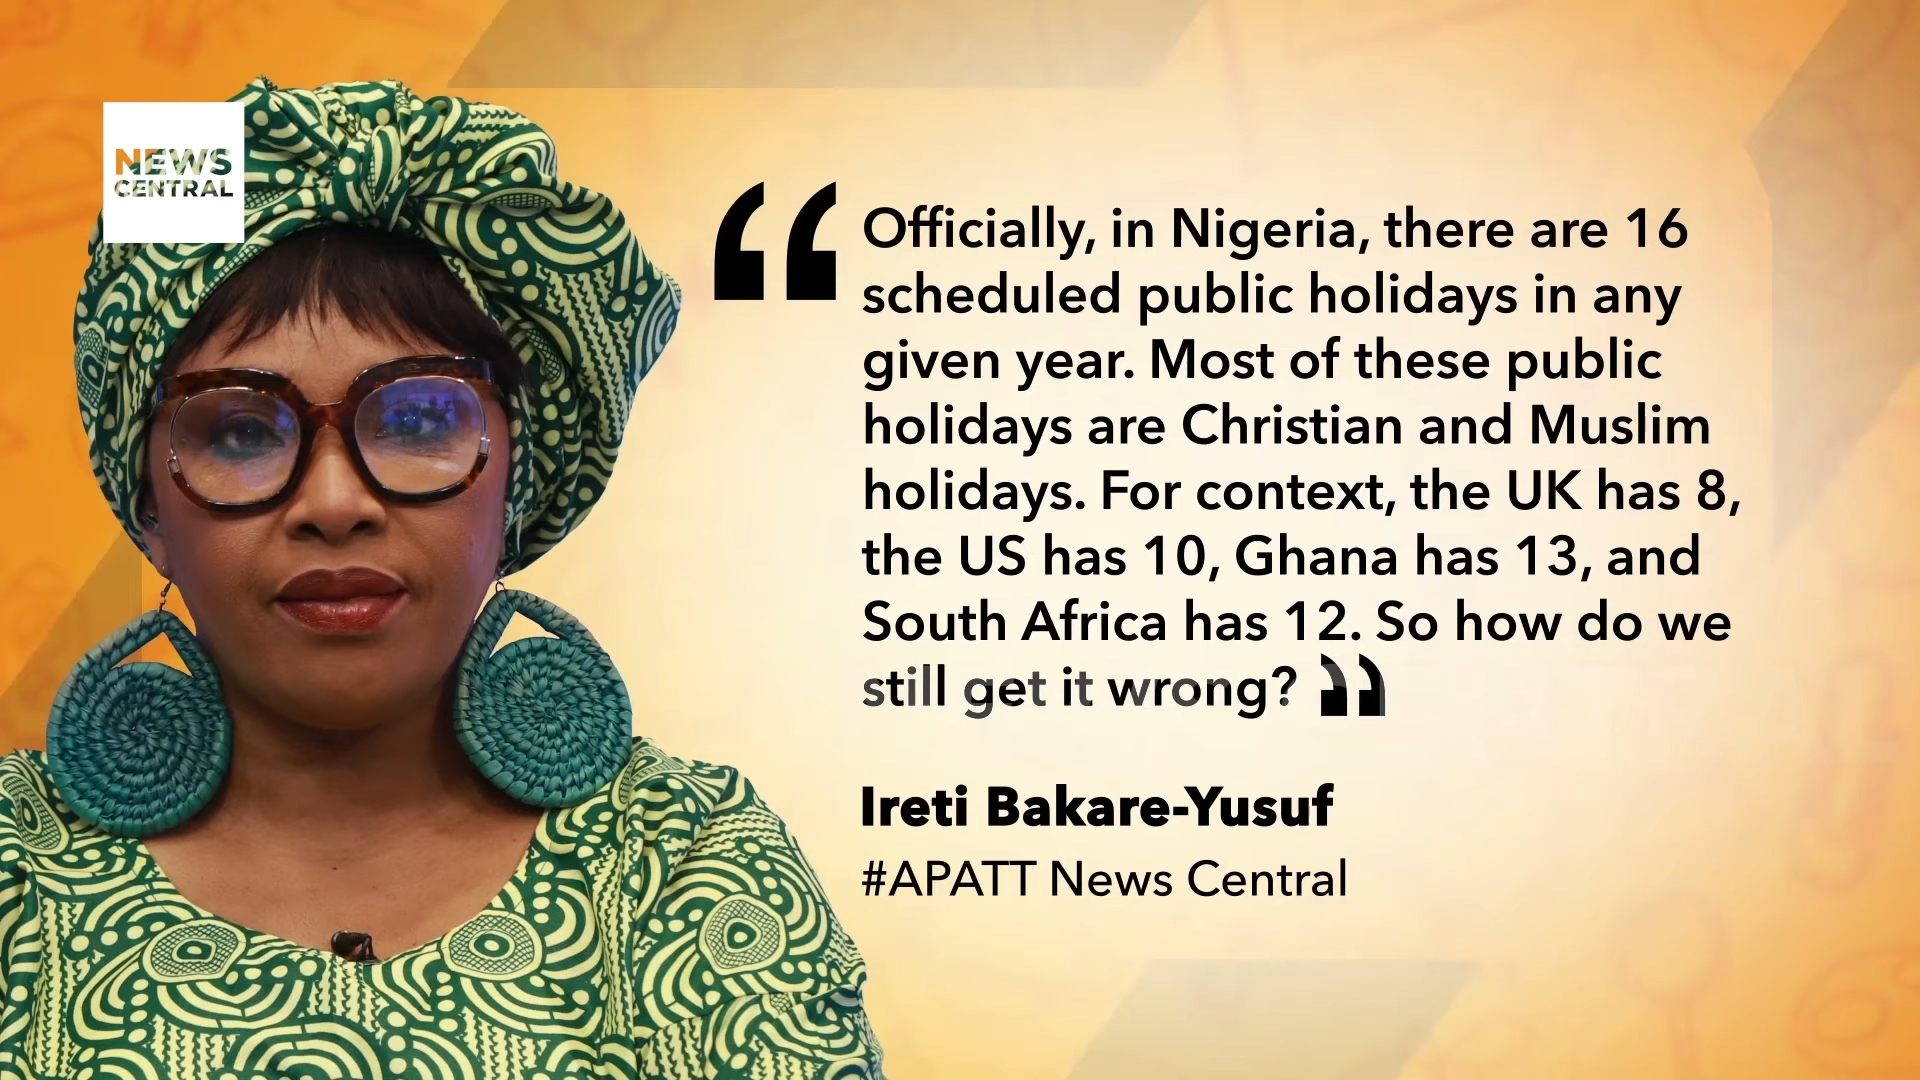 NEWS
CENTRAL
“Officially, in Nigeria, there are 16
scheduled public holidays in any
given year. Most of these public
holidays are Christian and Muslim
holidays. For context, the UK has 8,
the US has 10, Ghana has 13, and
South Africa has 12. So how do we
still get it wrong?”
Ireti Bakare-Yusuf
#APATT News Central